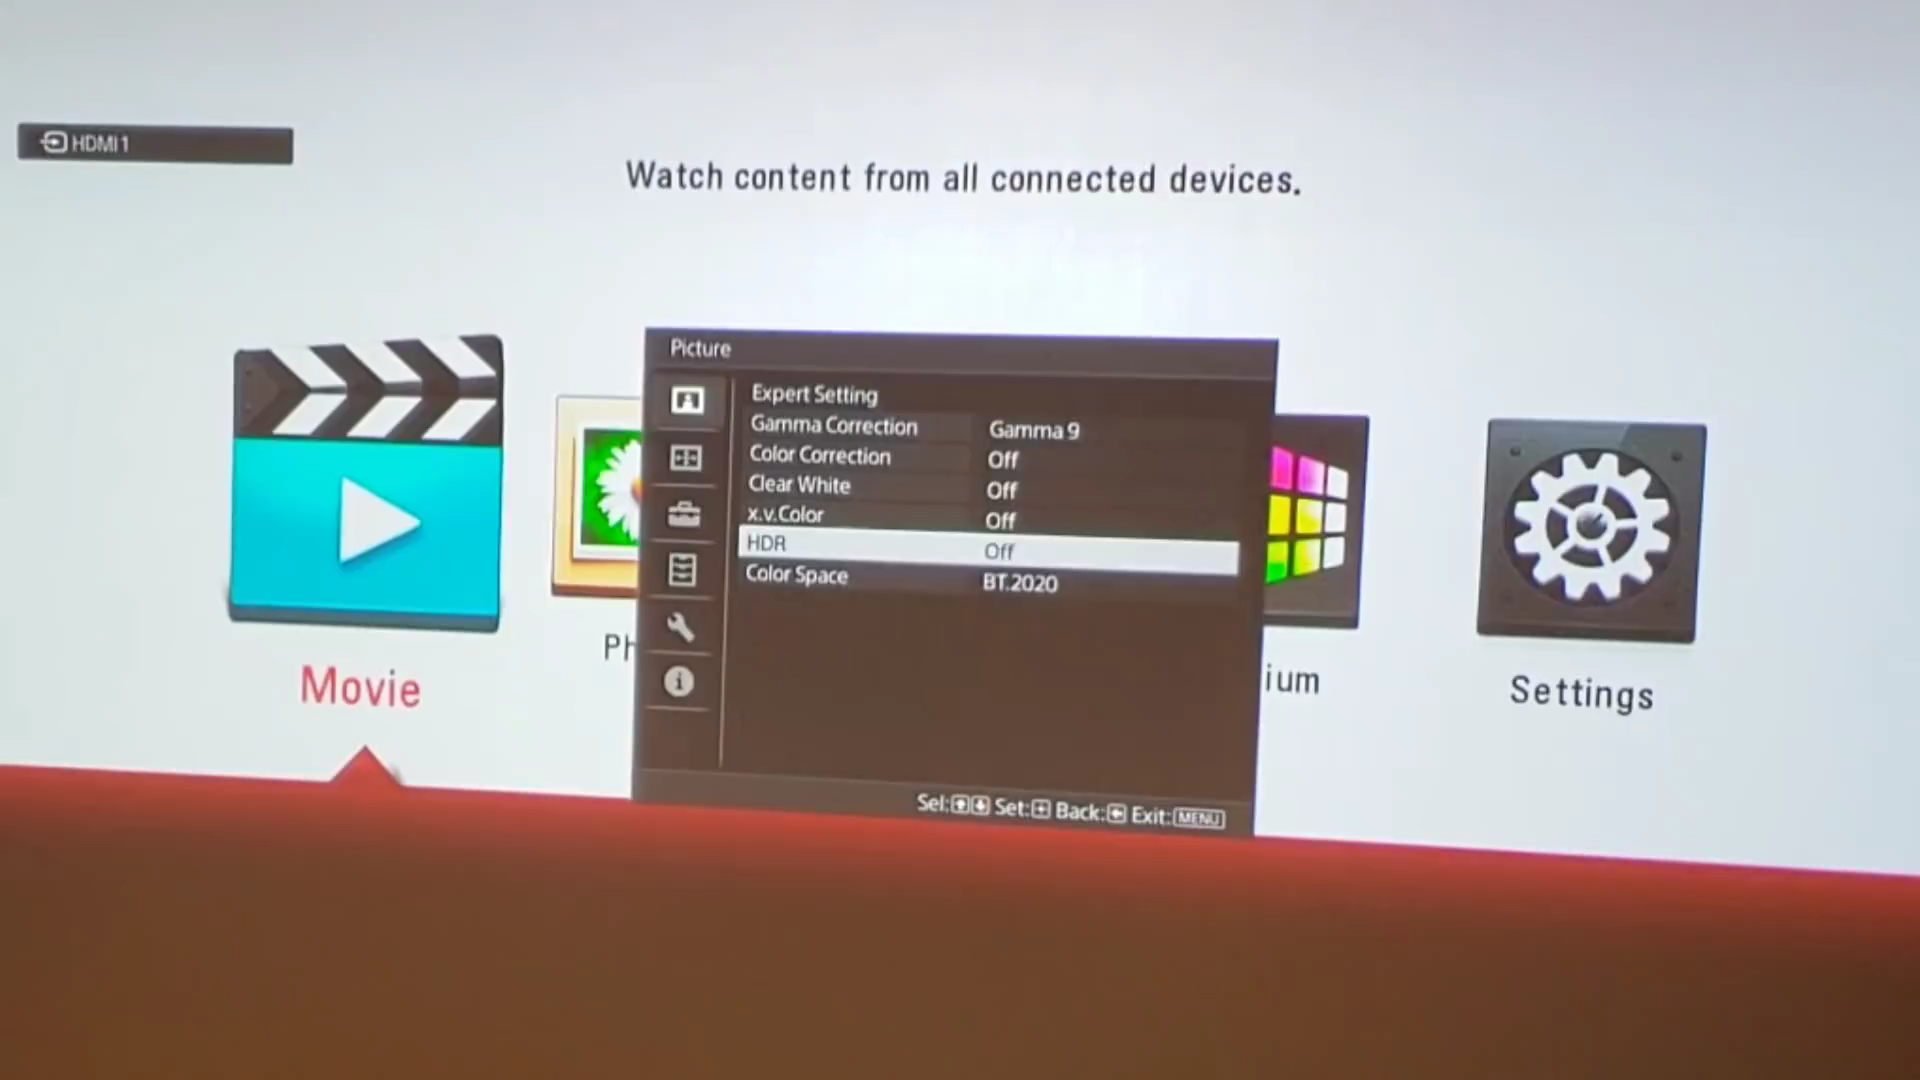 HDMI 1
Watch content from all connected devices.
Picture
Expert Setting
Gamma Correction Gamma 9
Color Correction Off
Clear White Off
x.v.Color Off
HDR Off
Color Space BT.2020
Movie
Ph
ium
Settings
Sel: Set: Back: Exit: MENU